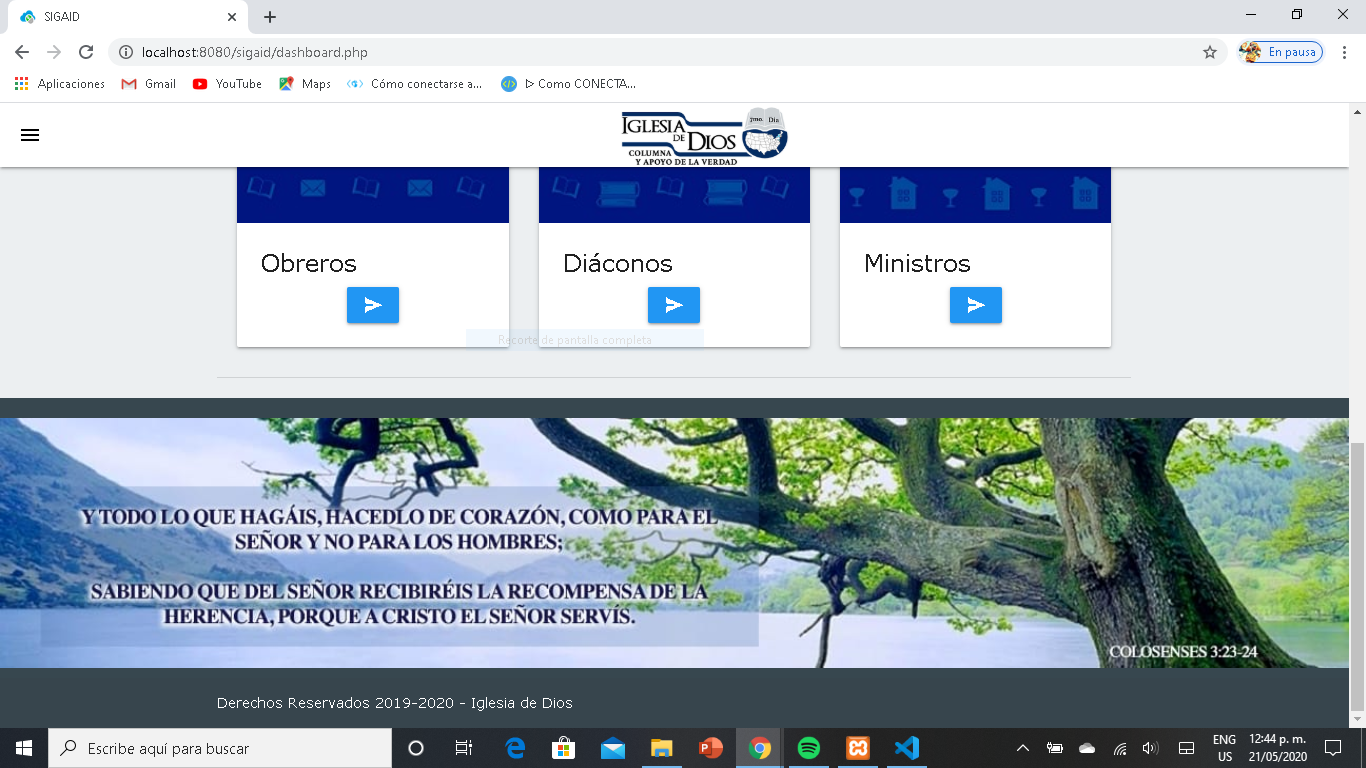 SIGAID
localhost:8080/sigaid/dashboard.php
En pausa
Aplicaciones Gmail YouTube Maps Cómo conectarse a... ᐅ Como CONECTA...
7mo. Día
IGLESIA
DE DIOS
COLUMNA
Y APOYO DE LA VERDAD
Obreros Diáconos Ministros
Recorte de pantalla completa
Y TODO LO QUE HAGÁIS, HACEDLO DE CORAZÓN, COMO PARA EL
SEÑOR Y NO PARA LOS HOMBRES;
SABIENDO QUE DEL SEÑOR RECIBIRÉIS LA RECOMPENSA DE LA
HERENCIA, PORQUE A CRISTO EL SEÑOR SERVÍS.
COLOSENSES 3:23-24
Derechos Reservados 2019-2020 - Iglesia de Dios
Escribe aquí para buscar
ENG 12:44 p. m.
US 21/05/2020